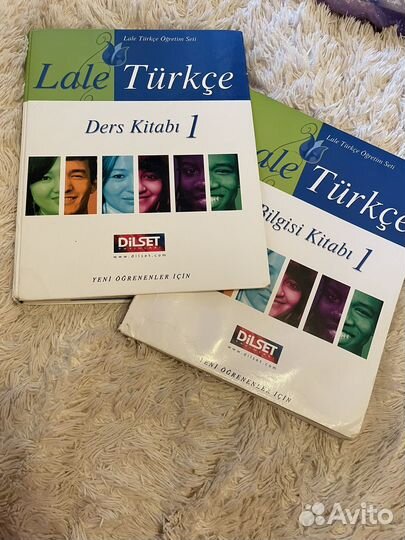 Lale Türkçe Öğretim Seti
Lale Türkçe
Ders Kitabı 1
DİLSET
www.dilset.com
YENİ ÖĞRENENLER İÇİN
Lale Türkçe Öğretim Seti
ale Türkçe
Bilgisi Kitabı 1
DİLSET
www.dilset.com
YENİ ÖĞRENENLER İÇİN
Avito